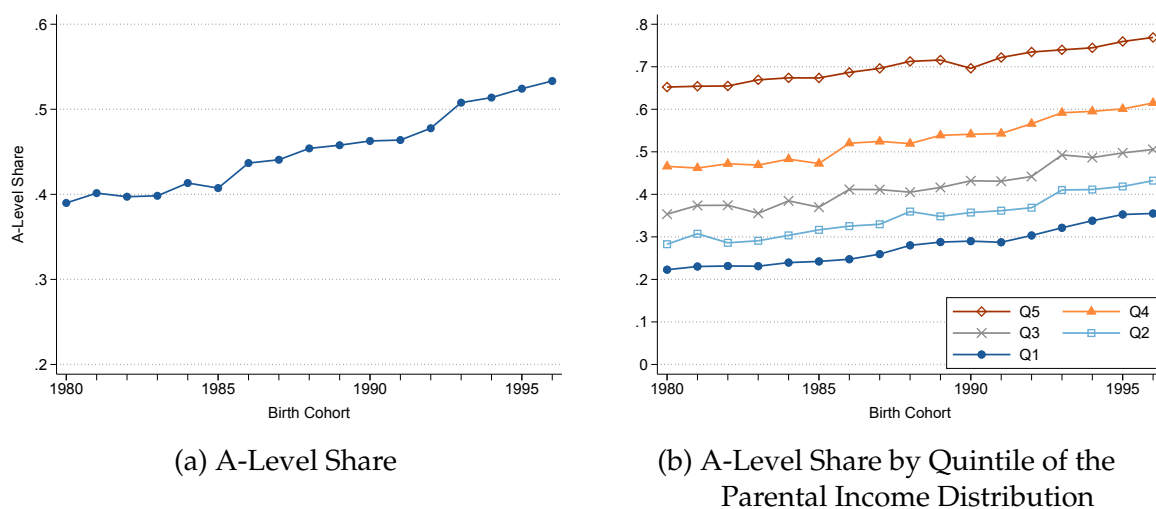 .6
.5
.4
.3
.2
A-Level Share
1980 1985 1990 1995
Birth Cohort
(a) A-Level Share
.8
.7
.6
.5
.4
.3
.2
.1
0
Q5 Q4
Q3 Q2
Q1
1980 1985 1990 1995
Birth Cohort
(b) A-Level Share by Quintile of the
Parental Income Distribution